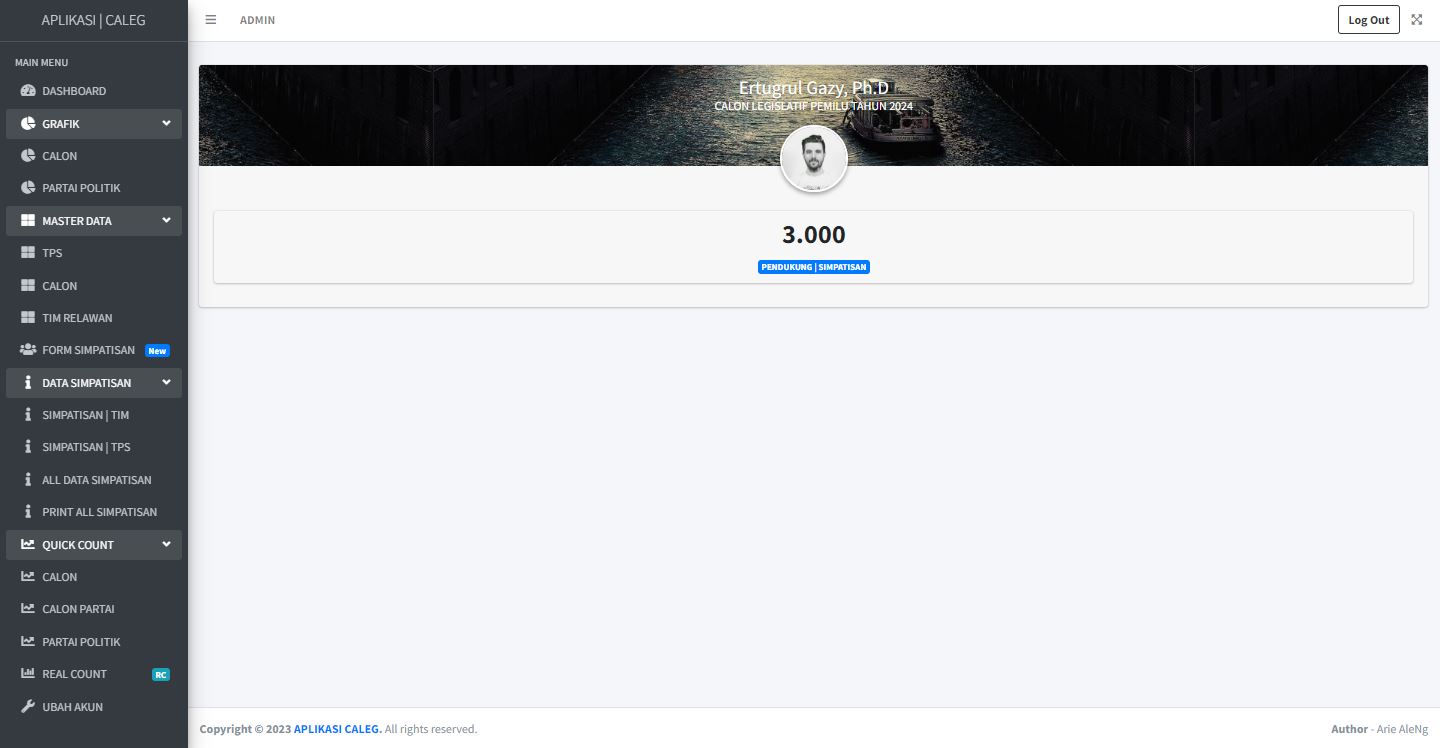 APLIKASI | CALEG
MAIN MENU
DASHBOARD
GRAFIK
CALON
PARTAI POLITIK
MASTER DATA
TPS
CALON
TIM RELAWAN
FORM SIMPATISAN New
DATA SIMPATISAN
SIMPATISAN | TIM
SIMPATISAN | TPS
ALL DATA SIMPATISAN
PRINT ALL SIMPATISAN
QUICK COUNT
CALON
CALON PARTAI
PARTAI POLITIK
REAL COUNT RC
UBAH AKUN
ADMIN
Log Out
Ertugrul Gazy, Ph.D
CALON LEGISLATIF PEMILU TAHUN 2024
3.000
PENDUKUNG | SIMPATISAN
Copyright © 2023 APLIKASI CALEG. All rights reserved.
Author - Arie AleNg